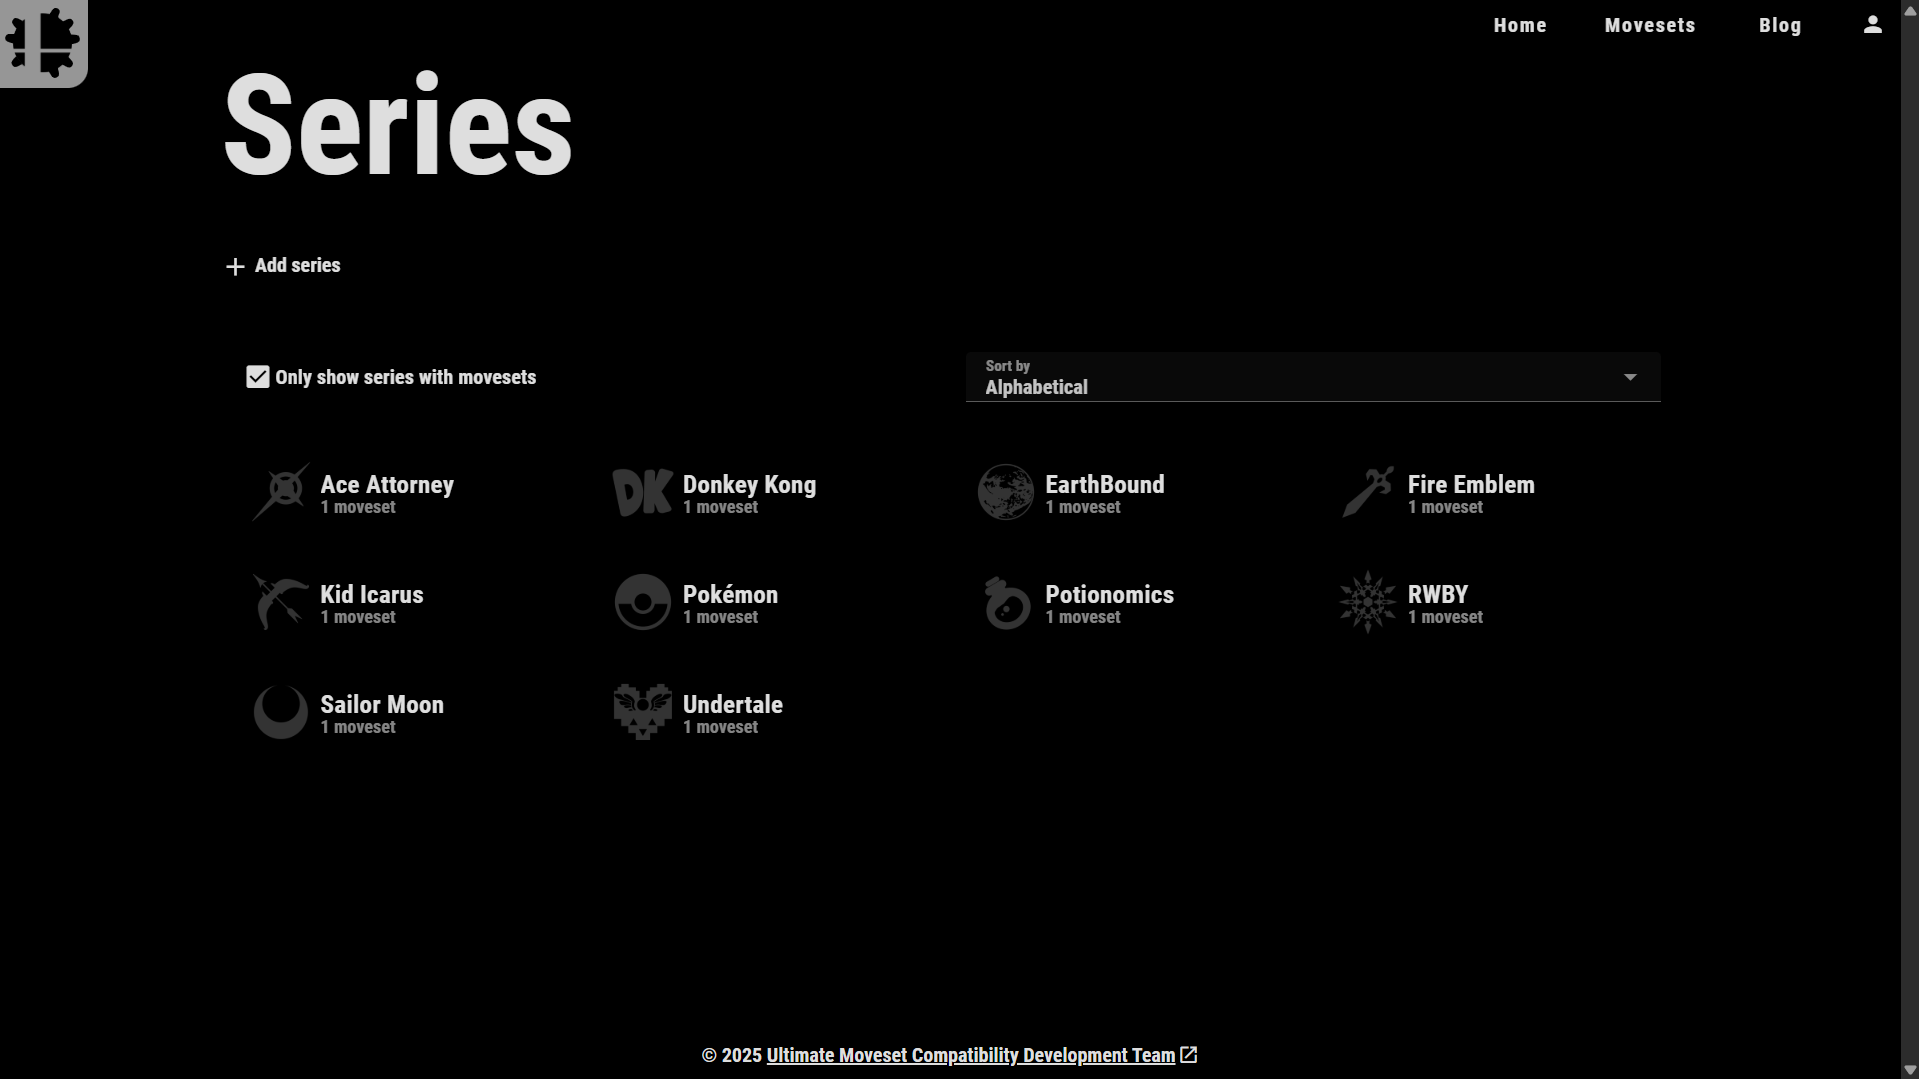 Home Movesets Blog
Series
Add series
Only show series with movesets
Sort by
Alphabetical
Ace Attorney
1 moveset
Donkey Kong
1 moveset
EarthBound
1 moveset
Fire Emblem
1 moveset
Kid Icarus
1 moveset
Pokémon
1 moveset
Potionomics
1 moveset
RWBY
1 moveset
Sailor Moon
1 moveset
Undertale
1 moveset
© 2025 Ultimate Moveset Compatibility Development Team